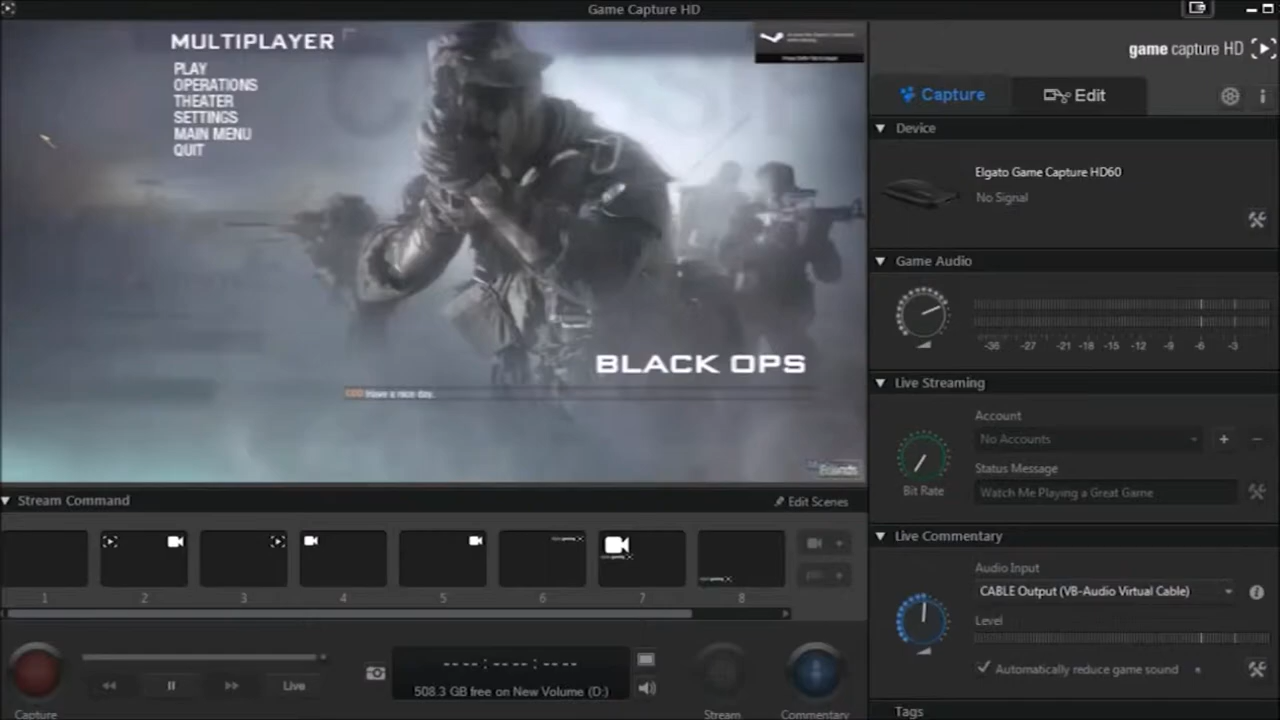 Game Capture HD
MULTIPLAYER
PLAY
OPERATIONS
THEATER
SETTINGS
MAIN MENU
QUIT
BLACK OPS
Have a nice day.
Friends
game capture HD
Capture
Edit
Device
Elgato Game Capture HD60
No Signal
Game Audio
-36 -27 -21 -18 -15 -12 -9 -6 -3
Live Streaming
Account
No Accounts
Bit Rate
Status Message
Watch Me Playing a Great Game
Stream Command
Edit Scenes
1 2 3 4 5 6 7 8
Live Commentary
Audio Input
CABLE Output (VB-Audio Virtual Cable)
Level
Automatically reduce game sound
Live
--:--:--
508.3 GB free on New Volume (D:)
Capture
Stream
Commentary
Tags